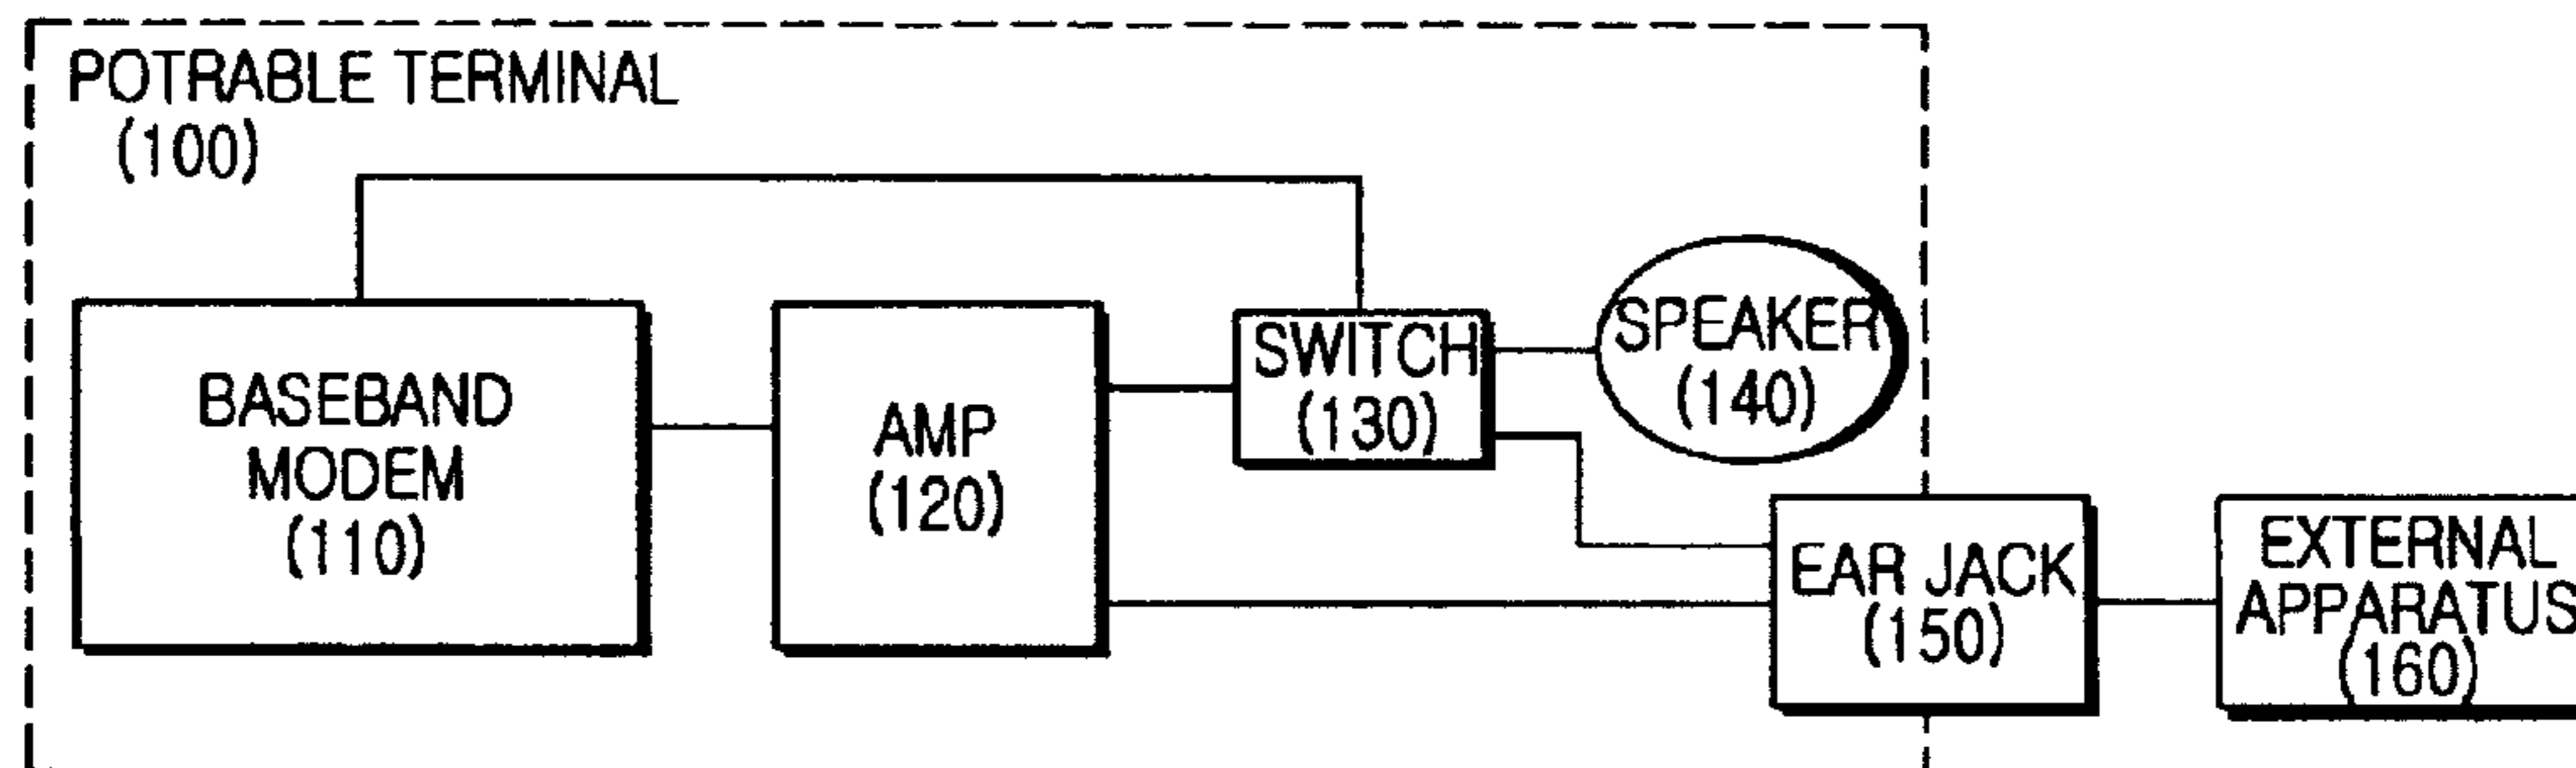 POTRABLE TERMINAL
(100)
BASEBAND
MODEM
(110)
AMP
(120)
SWITCH
(130)
SPEAKER
(140)
EAR JACK
(150)
EXTERNAL
APPARATUS
(160)